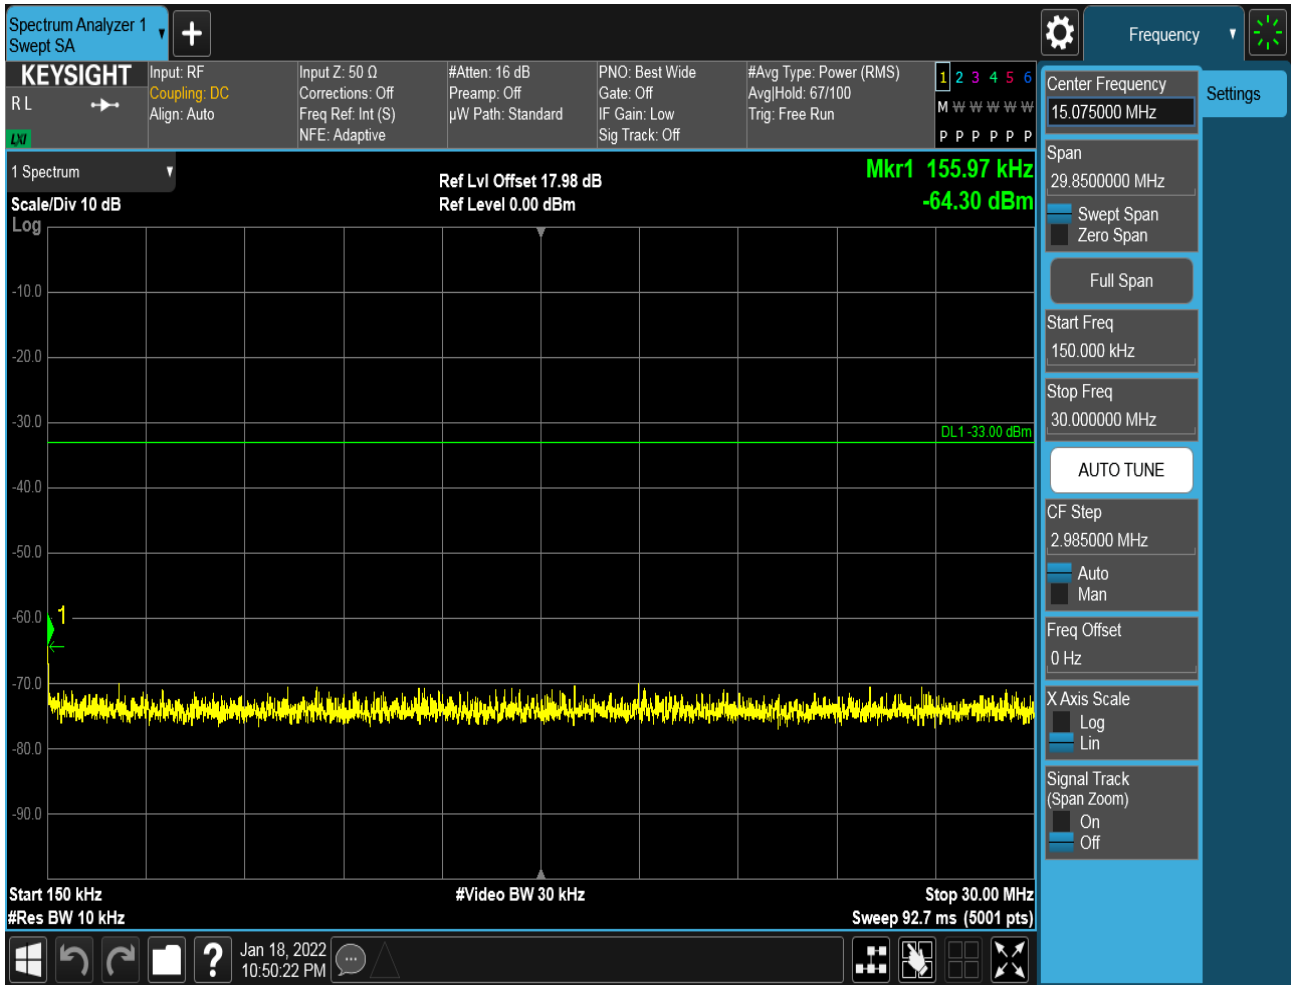 Spectrum Analyzer 1
Swept SA
Frequency
KEYSIGHT
R L
LXI
Input: RF
Coupling: DC
Align: Auto
Input Z: 50 Ω
Corrections: Off
Freq Ref: Int (S)
NFE: Adaptive
#Atten: 16 dB
Preamp: Off
µW Path: Standard
PNO: Best Wide
Gate: Off
IF Gain: Low
Sig Track: Off
#Avg Type: Power (RMS)
Avg|Hold: 67/100
Trig: Free Run
1 2 3 4 5 6
M W W W W W
P P P P P P
1 Spectrum
Scale/Div 10 dB
Log
Ref Lvl Offset 17.98 dB
Ref Level 0.00 dBm
Mkr1 155.97 kHz
-64.30 dBm
-10.0
-20.0
-30.0
DL1 -33.00 dBm
-40.0
-50.0
-60.0
1
-70.0
-80.0
-90.0
Start 150 kHz
#Video BW 30 kHz
Stop 30.00 MHz
#Res BW 10 kHz
Sweep 92.7 ms (5001 pts)
?
Jan 18, 2022
10:50:22 PM
Center Frequency
15.075000 MHz
Settings
Span
29.8500000 MHz
Swept Span
Zero Span
Full Span
Start Freq
150.000 kHz
Stop Freq
30.000000 MHz
AUTO TUNE
CF Step
2.985000 MHz
Auto
Man
Freq Offset
0 Hz
X Axis Scale
Log
Lin
Signal Track
(Span Zoom)
On
Off